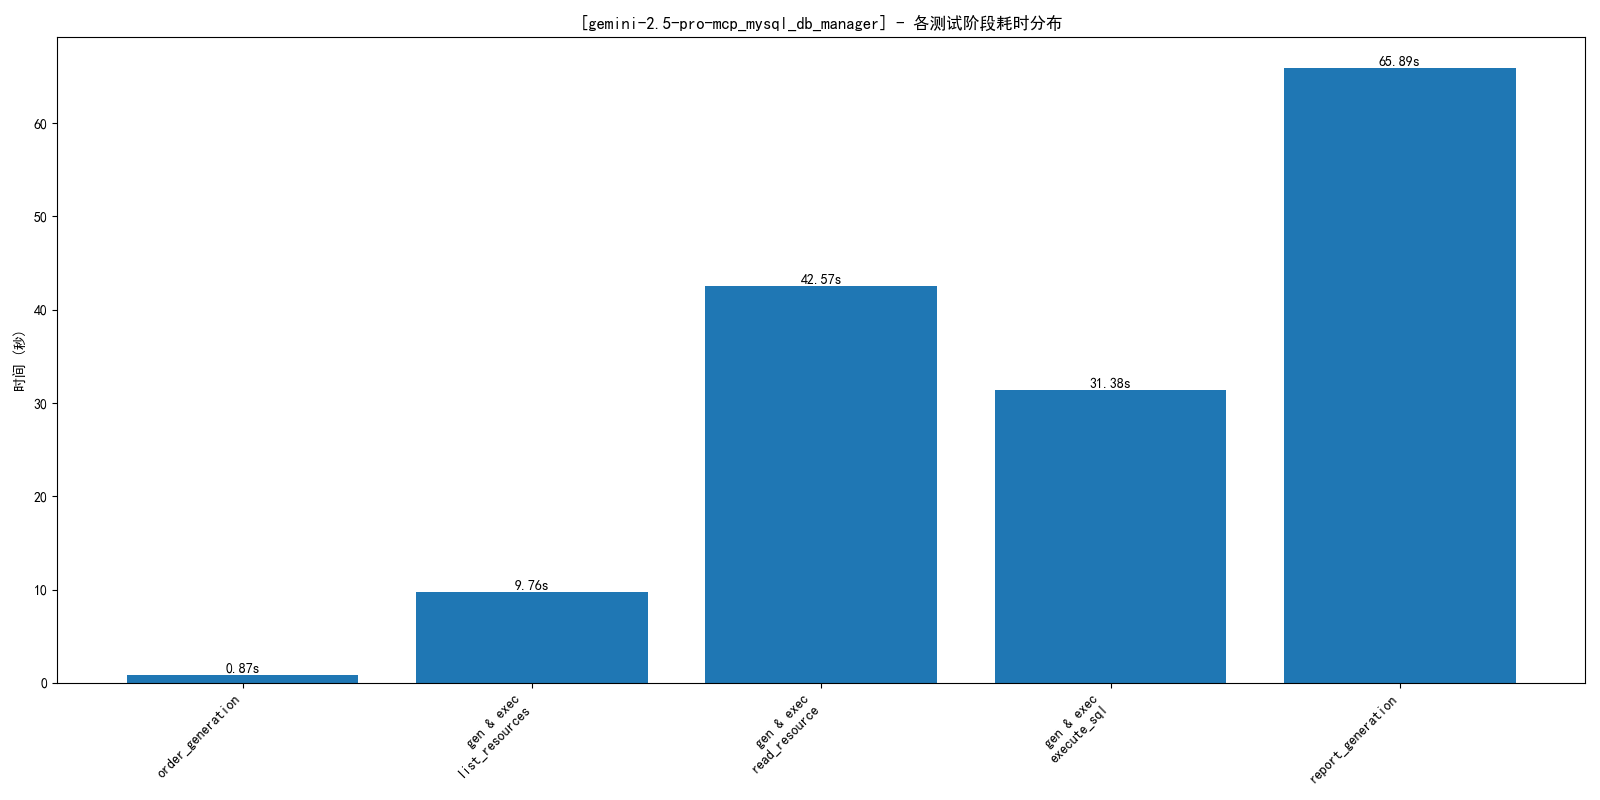 [gemini-2.5-pro-mcp_mysql_db_manager] - 各测试阶段耗时分布
时间 (秒)
60
50
40
30
20
10
0
0.87s
9.76s
42.57s
31.38s
65.89s
order_generation
gen & exec
list_resources
gen & exec
read_resource
gen & exec
execute_sql
report_generation